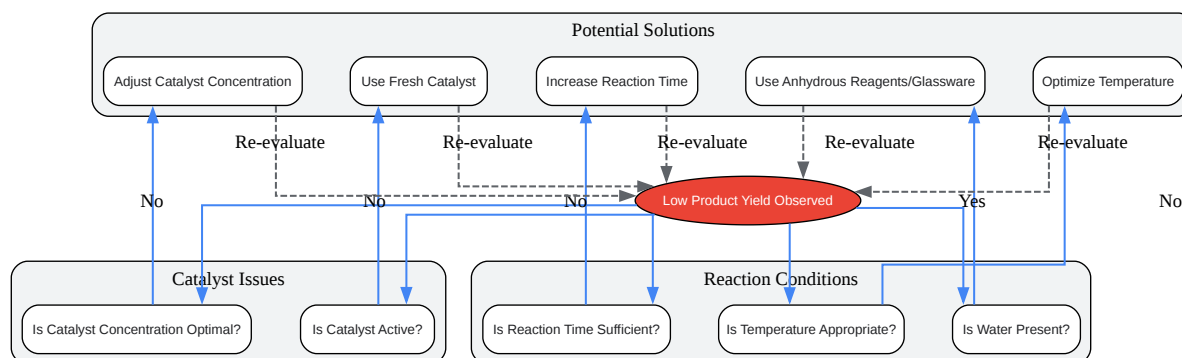 Potential Solutions
Adjust Catalyst Concentration
Use Fresh Catalyst
Increase Reaction Time
Use Anhydrous Reagents/Glassware
Optimize Temperature
Re-evaluate
Re-evaluate
Re-evaluate
Re-evaluate
Re-evaluate
No
No
No
Low Product Yield Observed
Yes
No
Catalyst Issues
Reaction Conditions
Is Catalyst Concentration Optimal?
Is Catalyst Active?
Is Reaction Time Sufficient?
Is Temperature Appropriate?
Is Water Present?